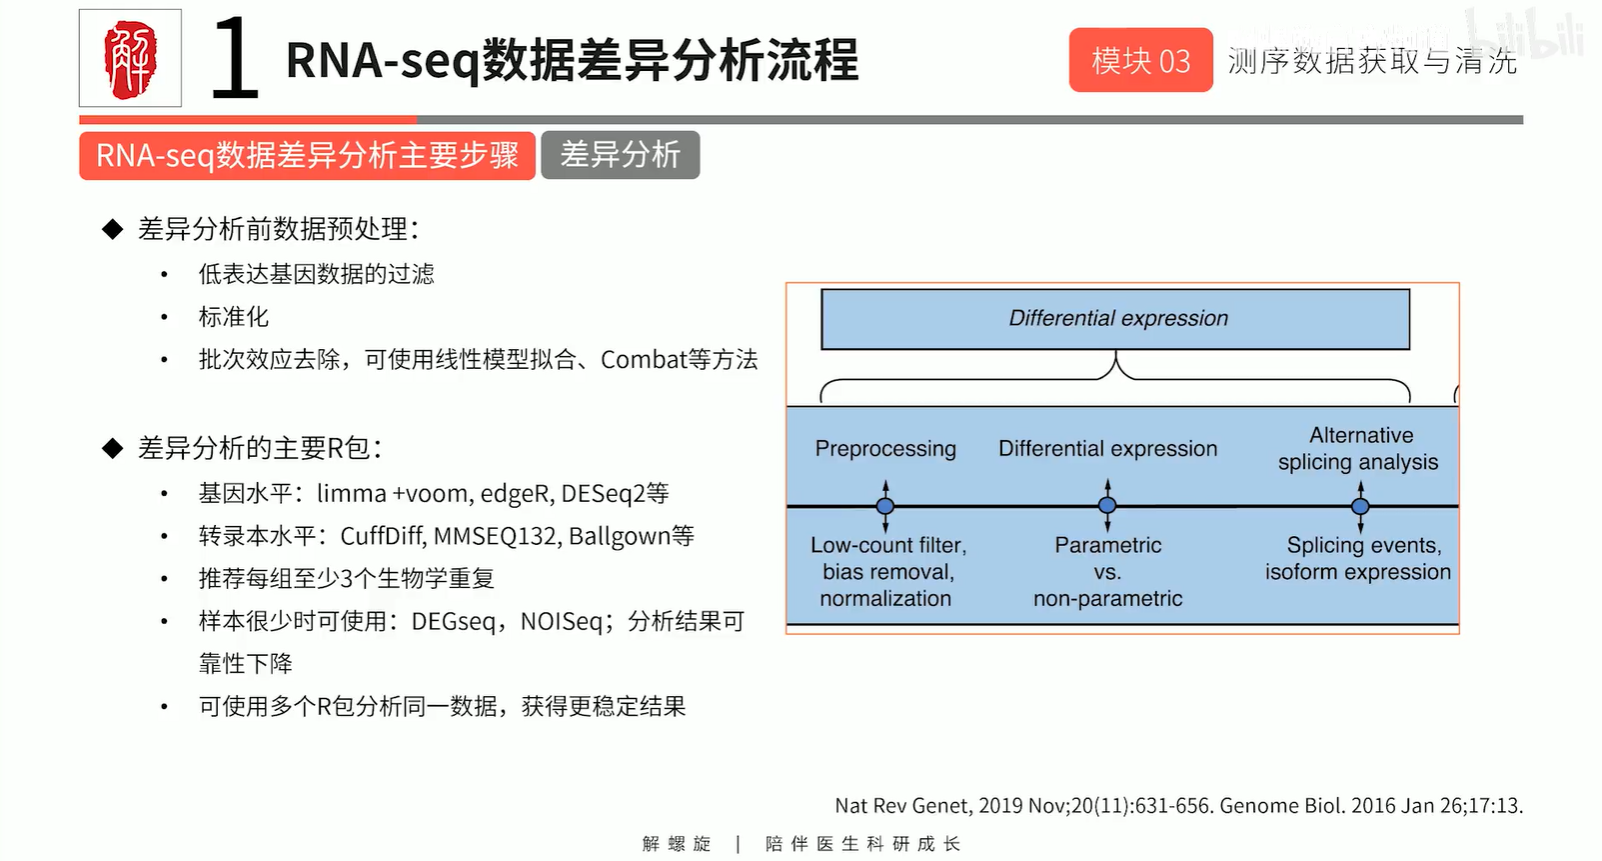 解
1 RNA-seq数据差异分析流程
模块 03
测序数据获取与清洗
bilibili
RNA-seq数据差异分析主要步骤
差异分析
◆ 差异分析前数据预处理：
• 低表达基因数据的过滤
• 标准化
• 批次效应去除，可使用线性模型拟合、Combat等方法
◆ 差异分析的主要R包：
• 基因水平：limma +voom, edgeR, DESeq2等
• 转录本水平：CuffDiff, MMSEQ132, Ballgown等
• 推荐每组至少3个生物学重复
• 样本很少时可使用：DEGseq，NOISeq；分析结果可
靠性下降
• 可使用多个R包分析同一数据，获得更稳定结果
Differential expression
Preprocessing
Differential expression
Alternative
splicing analysis
Low-count filter,
bias removal,
normalization
Parametric
vs.
non-parametric
Splicing events,
isoform expression
Nat Rev Genet, 2019 Nov;20(11):631-656. Genome Biol. 2016 Jan 26;17:13.
解螺旋 | 陪伴医生科研成长